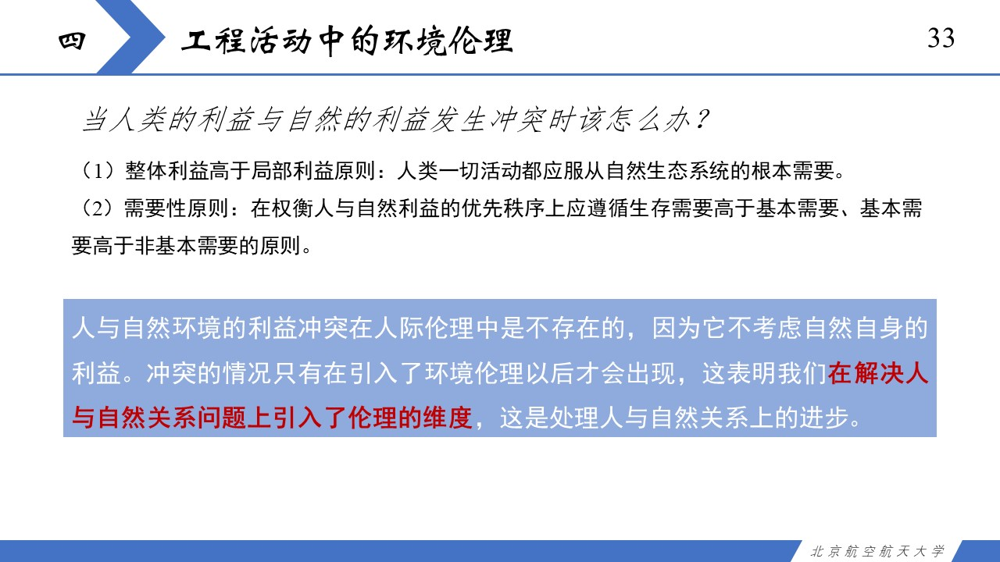 四
工程活动中的环境伦理
33
当人类的利益与自然的利益发生冲突时该怎么办？
（1）整体利益高于局部利益原则：人类一切活动都应服从自然生态系统的根本需要。
（2）需要性原则：在权衡人与自然利益的优先秩序上应遵循生存需要高于基本需要、基本需
要高于非基本需要的原则。
人与自然环境的利益冲突在人际伦理中是不存在的，因为它不考虑自然自身的
利益。冲突的情况只有在引入了环境伦理以后才会出现，这表明我们在解决人
与自然关系问题上引入了伦理的维度，这是处理人与自然关系上的进步。
北京航空航天大学